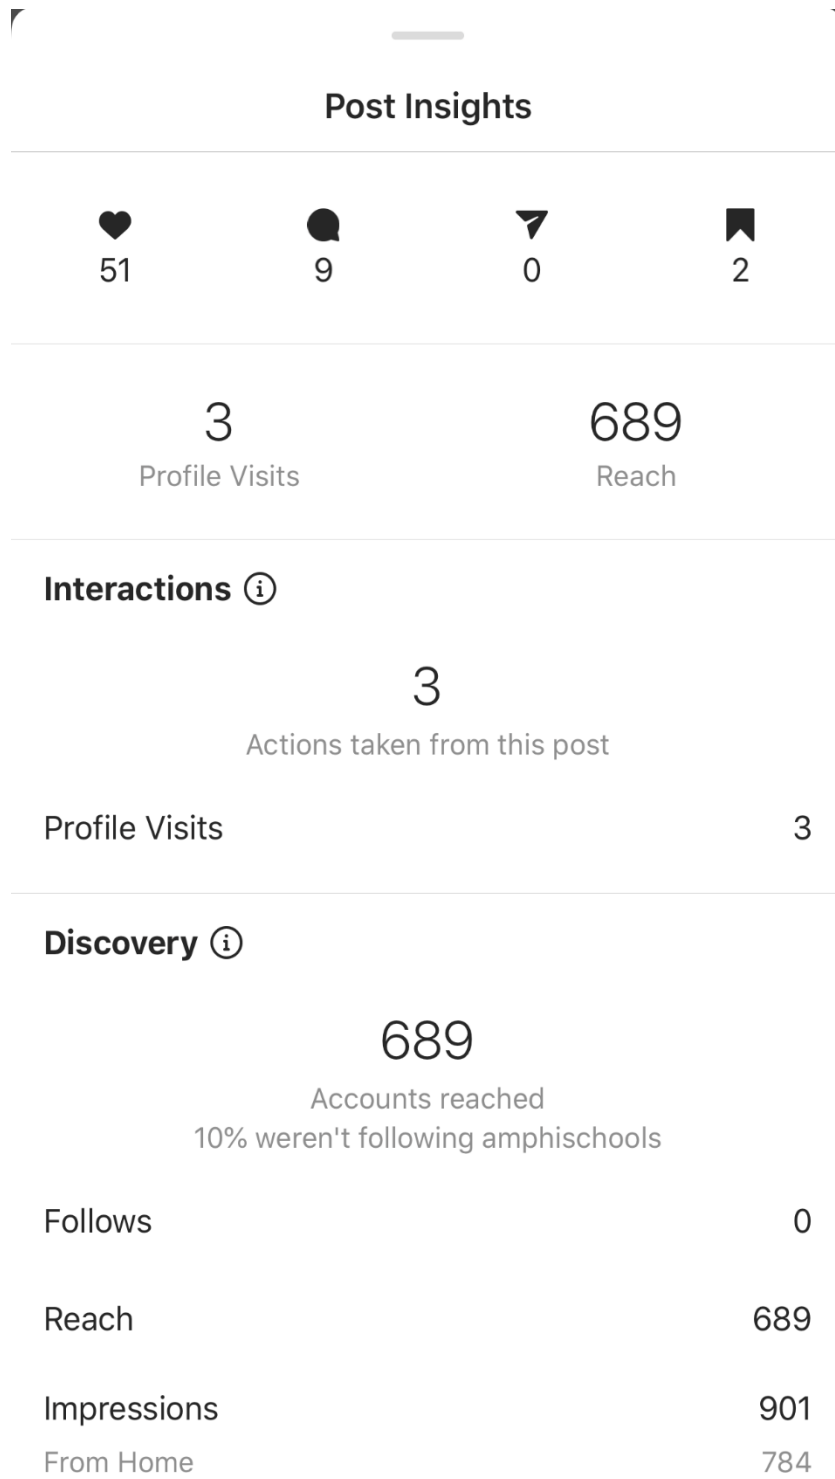 Post Insights
51 9 0 2
3 689
Profile Visits Reach
Interactions
3
Actions taken from this post
Profile Visits 3
Discovery
689
Accounts reached
10% weren't following amphischools
Follows 0
Reach 689
Impressions 901
From Home 784